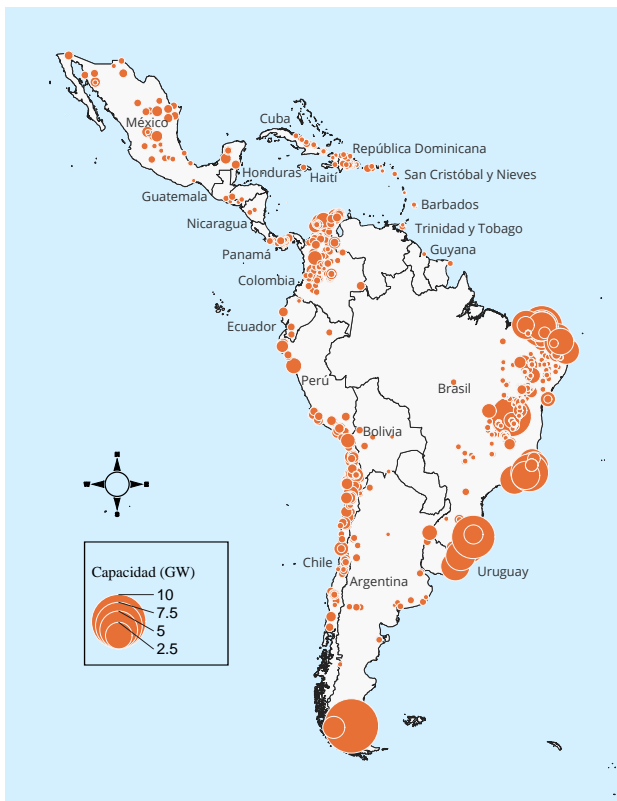 Cuba
México
República Dominicana
Honduras
Haití
San Cristóbal y Nieves
Guatemala
Barbados
Nicaragua
Trinidad y Tobago
Panamá
Guyana
Colombia
Ecuador
Perú
Brasil
Bolivia
Chile
Argentina
Uruguay
Capacidad (GW)
10
7.5
5
2.5